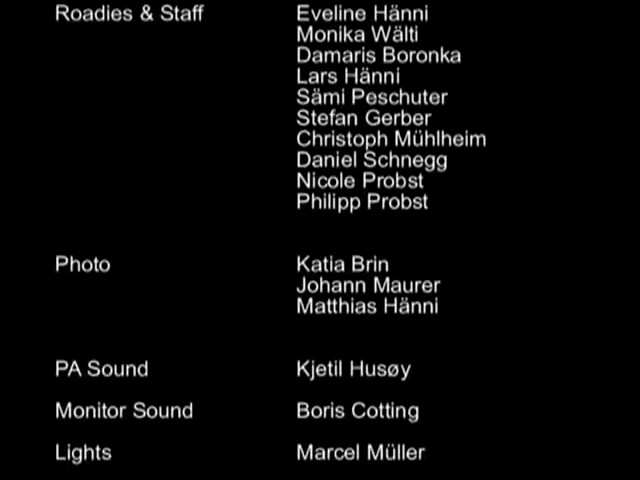 Roadies & Staff Eveline Hänni
Monika Wälti
Damaris Boronka
Lars Hänni
Sämi Peschuter
Stefan Gerber
Christoph Mühlheim
Daniel Schnegg
Nicole Probst
Philipp Probst
Photo Katia Brin
Johann Maurer
Matthias Hänni
PA Sound Kjetil Husøy
Monitor Sound Boris Cotting
Lights Marcel Müller